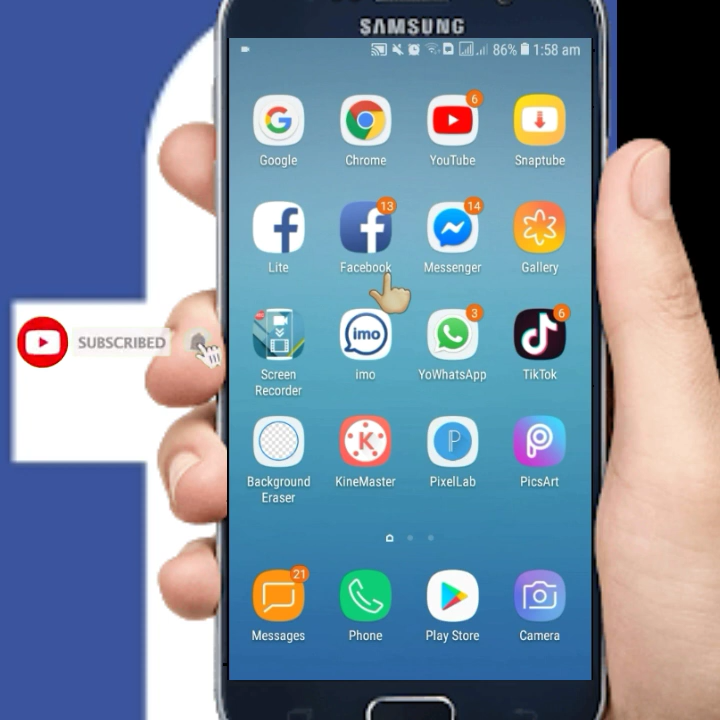 SAMSUNG
86% 1:58 am
6
Google Chrome YouTube Snaptube
13 14
Lite Facebook Messenger Gallery
3 6
imo
Screen Recorder imo YoWhatsApp TikTok
SUBSCRIBED
K P
Background Eraser KineMaster PixelLab PicsArt
21
Messages Phone Play Store Camera